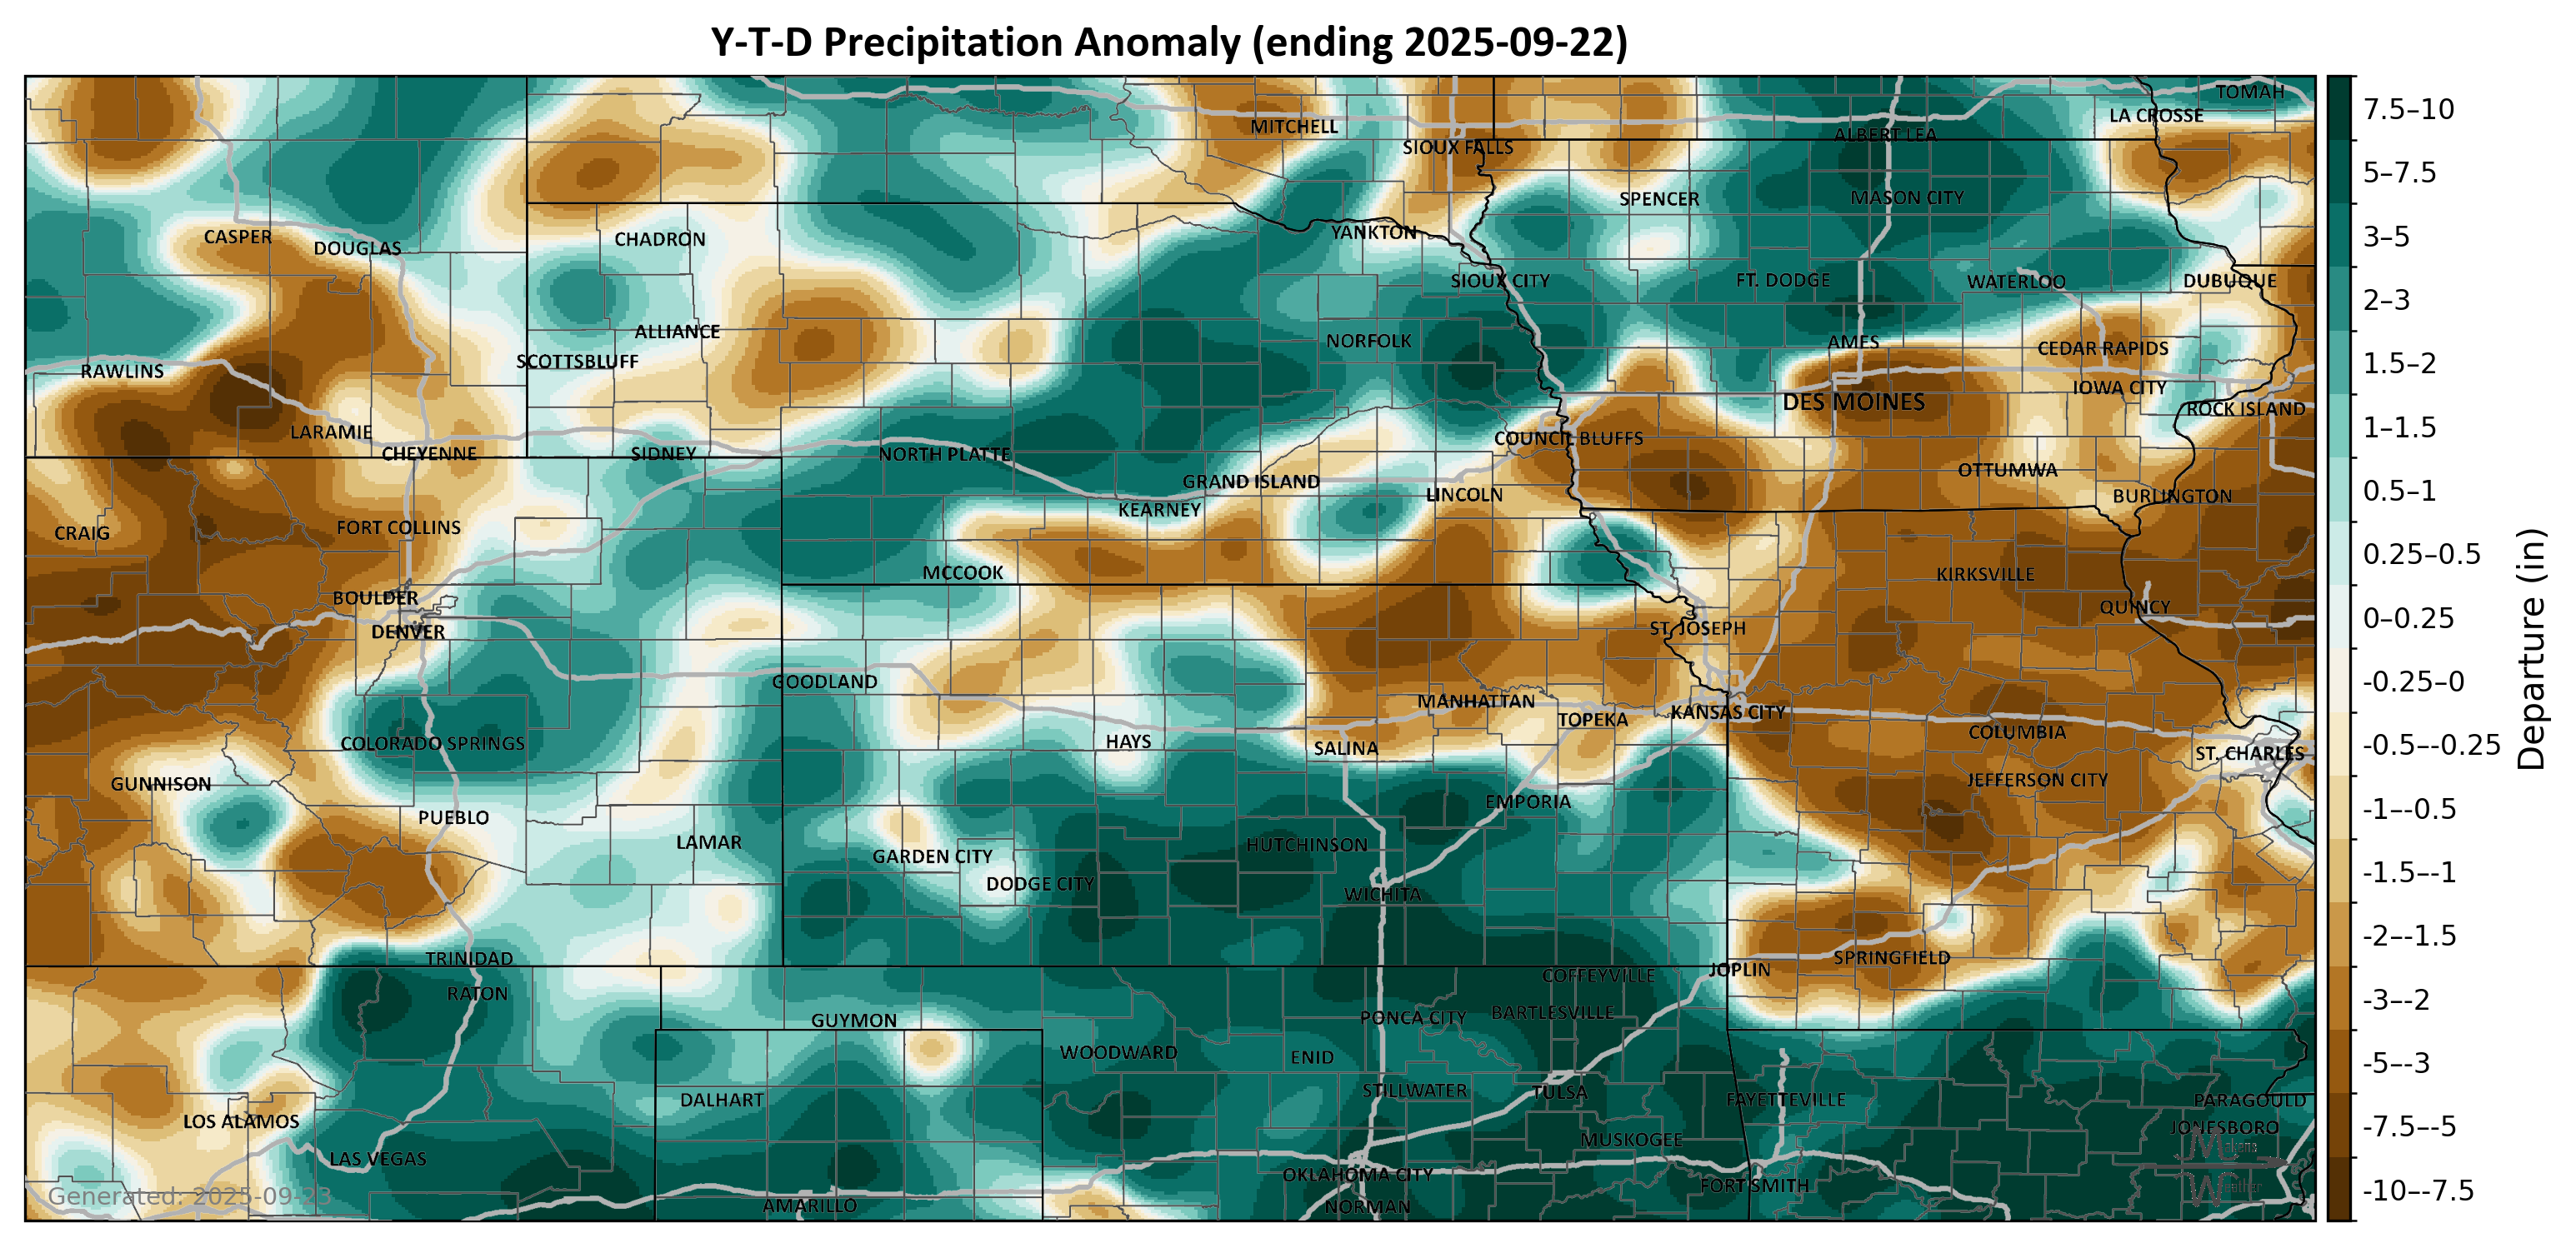 Y-T-D Precipitation Anomaly (ending 2025-09-22)
TOMAH
LA CROSSE
MITCHELL
ALBERT LEA
SIOUX FALLS
SPENCER
MASON CITY
CASPER
DOUGLAS
CHADRON
YANKTON
SIOUX CITY
FT. DODGE
WATERLOO
DUBUQUE
ALLIANCE
NORFOLK
AMES
CEDAR RAPIDS
SCOTTSBLUFF
RAWLINS
IOWA CITY
DES MOINES
ROCK ISLAND
LARAMIE
COUNCIL BLUFFS
CHEYENNE
SIDNEY
NORTH PLATTE
OTTUMWA
GRAND ISLAND
LINCOLN
BURLINGTON
KEARNEY
CRAIG
FORT COLLINS
MCCOOK
KIRKSVILLE
BOULDER
QUINCY
DENVER
ST. JOSEPH
GOODLAND
MANHATTAN
KANSAS CITY
TOPEKA
COLUMBIA
COLORADO SPRINGS
HAYS
SALINA
ST. CHARLES
GUNNISON
JEFFERSON CITY
EMPORIA
PUEBLO
LAMAR
HUTCHINSON
GARDEN CITY
DODGE CITY
WICHITA
TRINIDAD
SPRINGFIELD
JOPLIN
COFFEYVILLE
RATON
BARTLESVILLE
GUYMON
PONCA CITY
WOODWARD
ENID
STILLWATER
TULSA
DALHART
FAYETTEVILLE
PARAGOULD
LOS ALAMOS
JONESBORO
MUSKOGEE
LAS VEGAS
OKLAHOMA CITY
FORT SMITH
AMARILLO
NORMAN
Generated: 2025-09-23
7.5–10
5–7.5
3–5
2–3
1.5–2
1–1.5
0.5–1
0.25–0.5
0–0.25
-0.25–0
-0.5–-0.25
-1–-0.5
-1.5–-1
-2–-1.5
-3–-2
-5–-3
-7.5–-5
-10–-7.5
Departure (in)